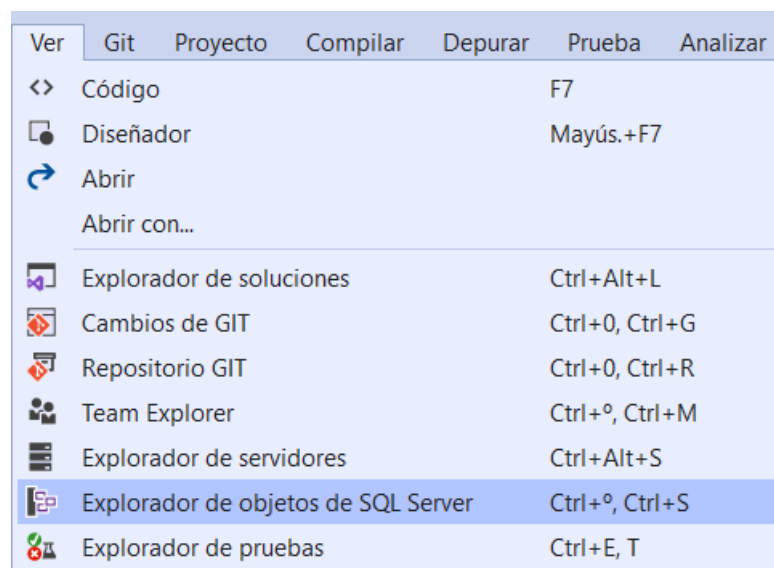 Ver Git Proyecto Compilar Depurar Prueba Analizar
Código F7
Diseñador Mayús.+F7
Abrir
Abrir con...
Explorador de soluciones Ctrl+Alt+L
Cambios de GIT Ctrl+0, Ctrl+G
Repositorio GIT Ctrl+0, Ctrl+R
Team Explorer Ctrl+º, Ctrl+M
Explorador de servidores Ctrl+Alt+S
Explorador de objetos de SQL Server Ctrl+º, Ctrl+S
Explorador de pruebas Ctrl+E, T